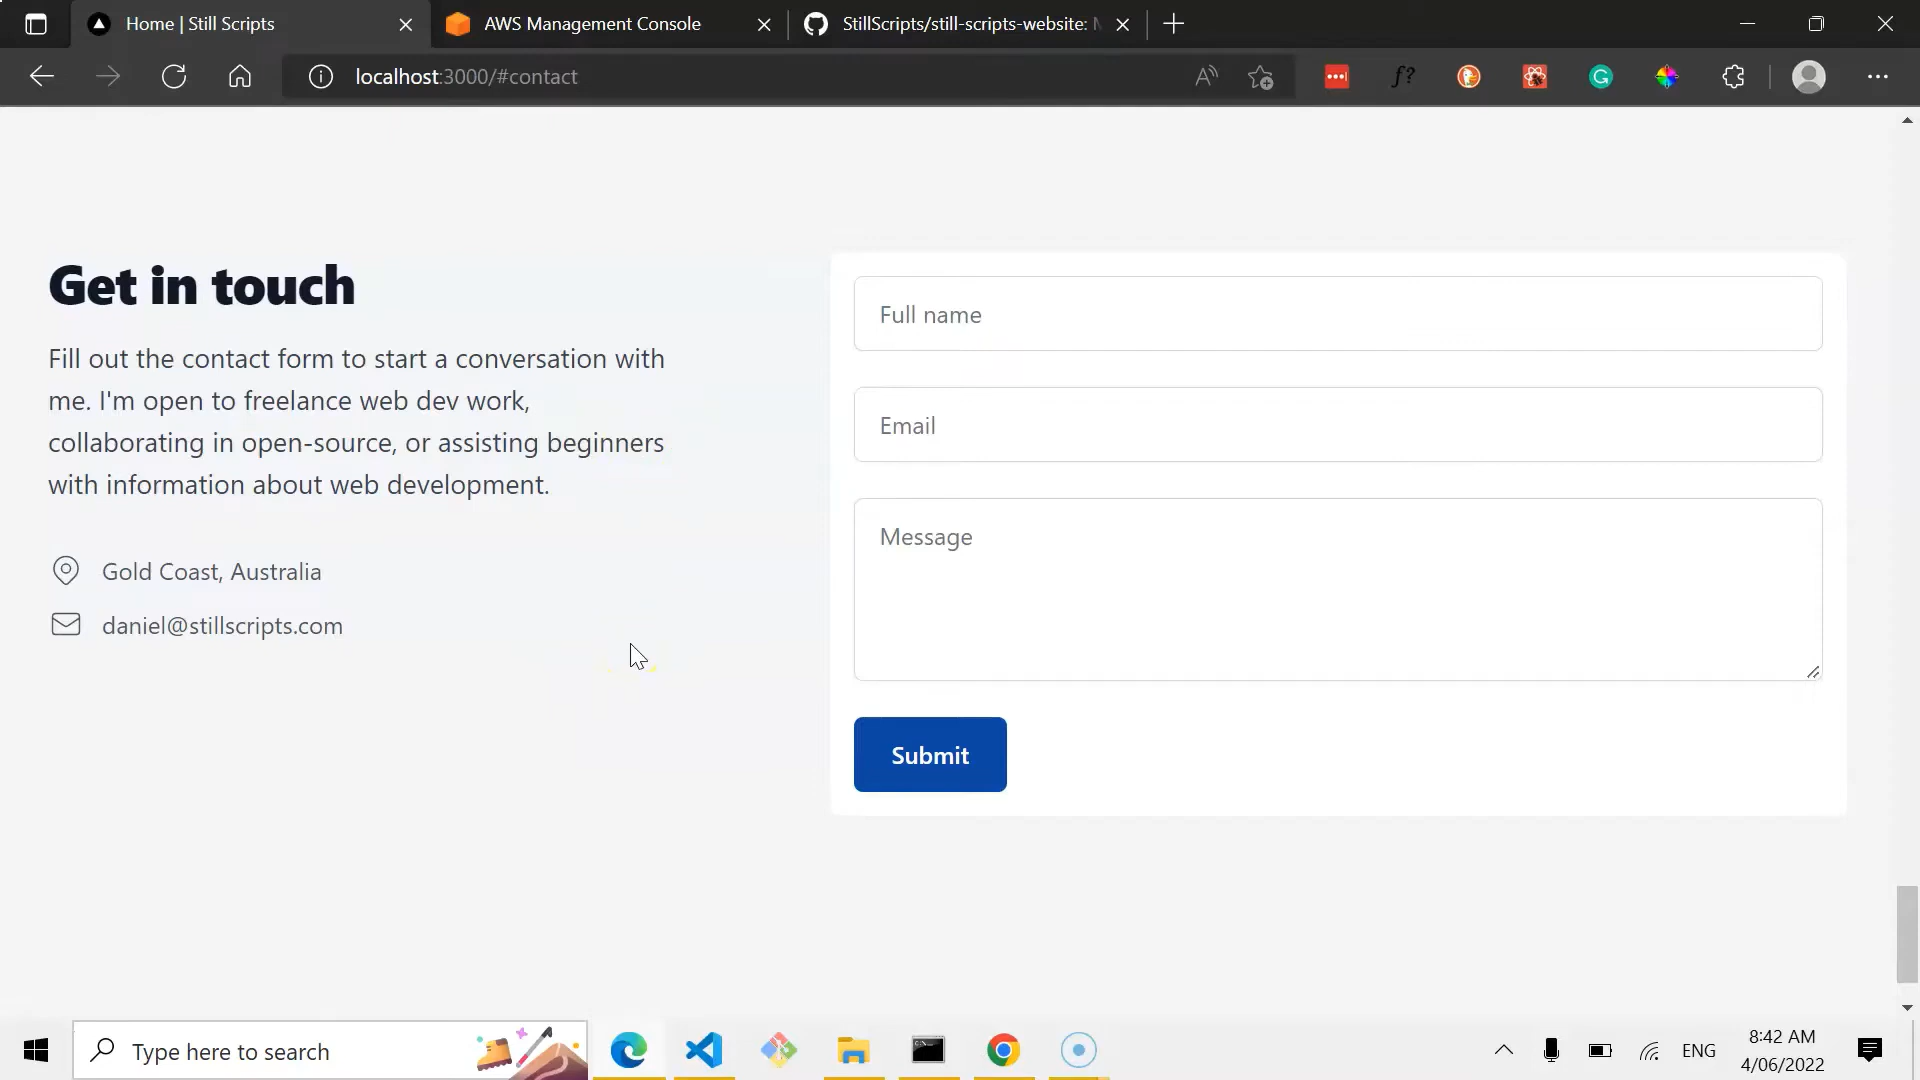 Home | Still Scripts
AWS Management Console
StillScripts/still-scripts-website:
localhost:3000/#contact
Get in touch
Fill out the contact form to start a conversation with
me. I'm open to freelance web dev work,
collaborating in open-source, or assisting beginners
with information about web development.
Gold Coast, Australia
daniel@stillscripts.com
Full name
Email
Message
Submit
Type here to search
ENG
8:42 AM
4/06/2022